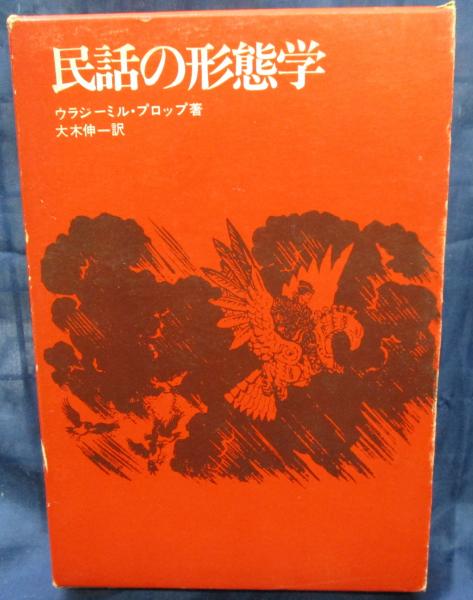 民話の形態学
ウラジーミル・プロップ著
大木伸一訳